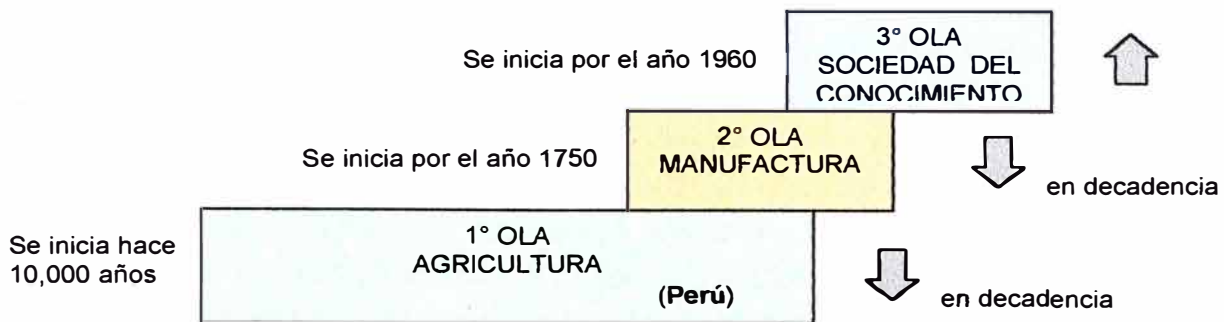 Se inicia por el año 1960
3° OLA
SOCIEDAD DEL
CONOCIMIENTO
Se inicia por el año 1750
2° OLA
MANUFACTURA
en decadencia
Se inicia hace
10,000 años
1° OLA
AGRICULTURA
(Perú)
en decadencia